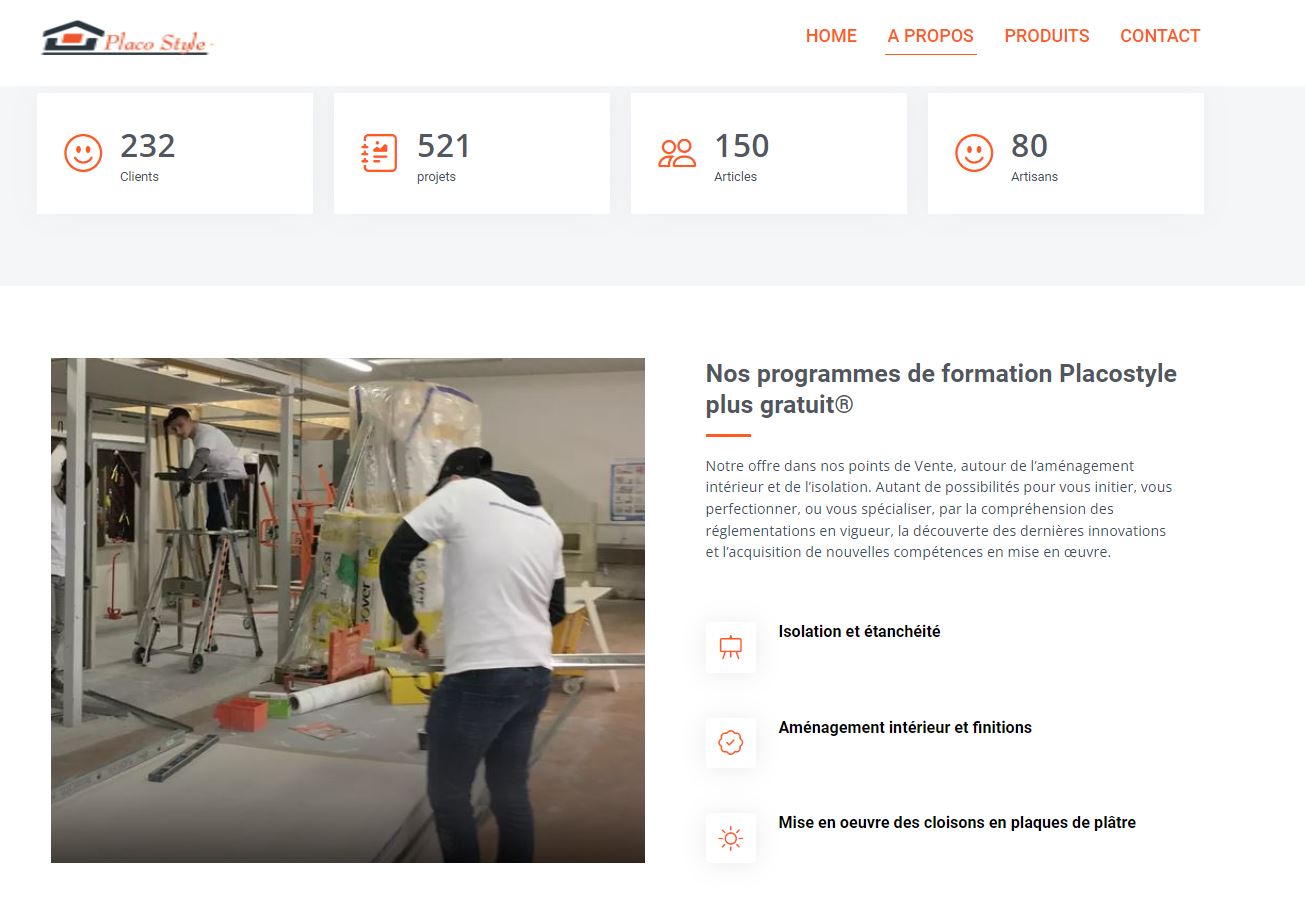 Placo Style
HOME
A PROPOS
PRODUITS
CONTACT
232
Clients
521
projets
150
Articles
80
Artisans
Nos programmes de formation Placostyle
plus gratuit®
Notre offre dans nos points de Vente, autour de l’aménagement
intérieur et de l’isolation. Autant de possibilités pour vous initier, vous
perfectionner, ou vous spécialiser, par la compréhension des
réglementations en vigueur, la découverte des dernières innovations
et l’acquisition de nouvelles compétences en mise en œuvre.
Isolation et étanchéité
Aménagement intérieur et finitions
Mise en oeuvre des cloisons en plaques de plâtre
ISOVER